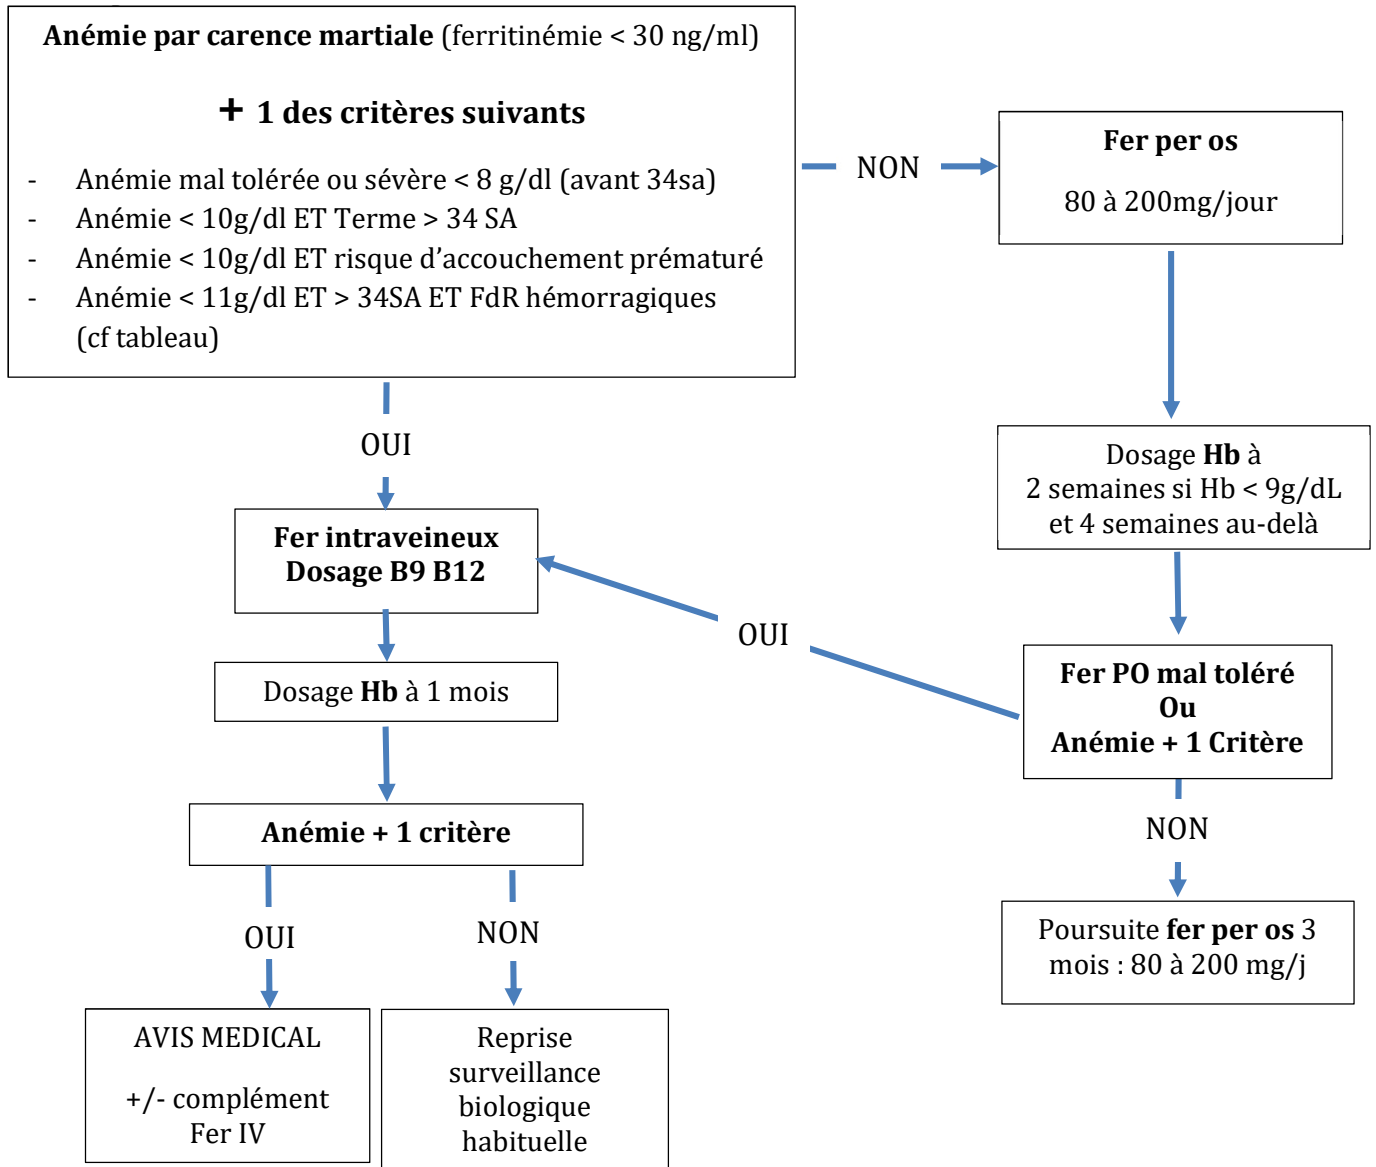 Anémie par carence martiale (ferritinémie < 30 ng/ml)
+ 1 des critères suivants
- Anémie mal tolérée ou sévère < 8 g/dl (avant 34sa)
- Anémie < 10g/dl ET Terme > 34 SA
- Anémie < 10g/dl ET risque d’accouchement prématuré
- Anémie < 11g/dl ET > 34SA ET FdR hémorragiques
(cf tableau)
NON
Fer per os
80 à 200mg/jour
OUI
Dosage Hb à
2 semaines si Hb < 9g/dL
et 4 semaines au-delà
Fer intraveineux
Dosage B9 B12
OUI
Fer PO mal toléré
Ou
Anémie + 1 Critère
Dosage Hb à 1 mois
Anémie + 1 critère
NON
Poursuite fer per os 3
mois : 80 à 200 mg/j
OUI
NON
AVIS MEDICAL
+/- complément
Fer IV
Reprise
surveillance
biologique
habituelle